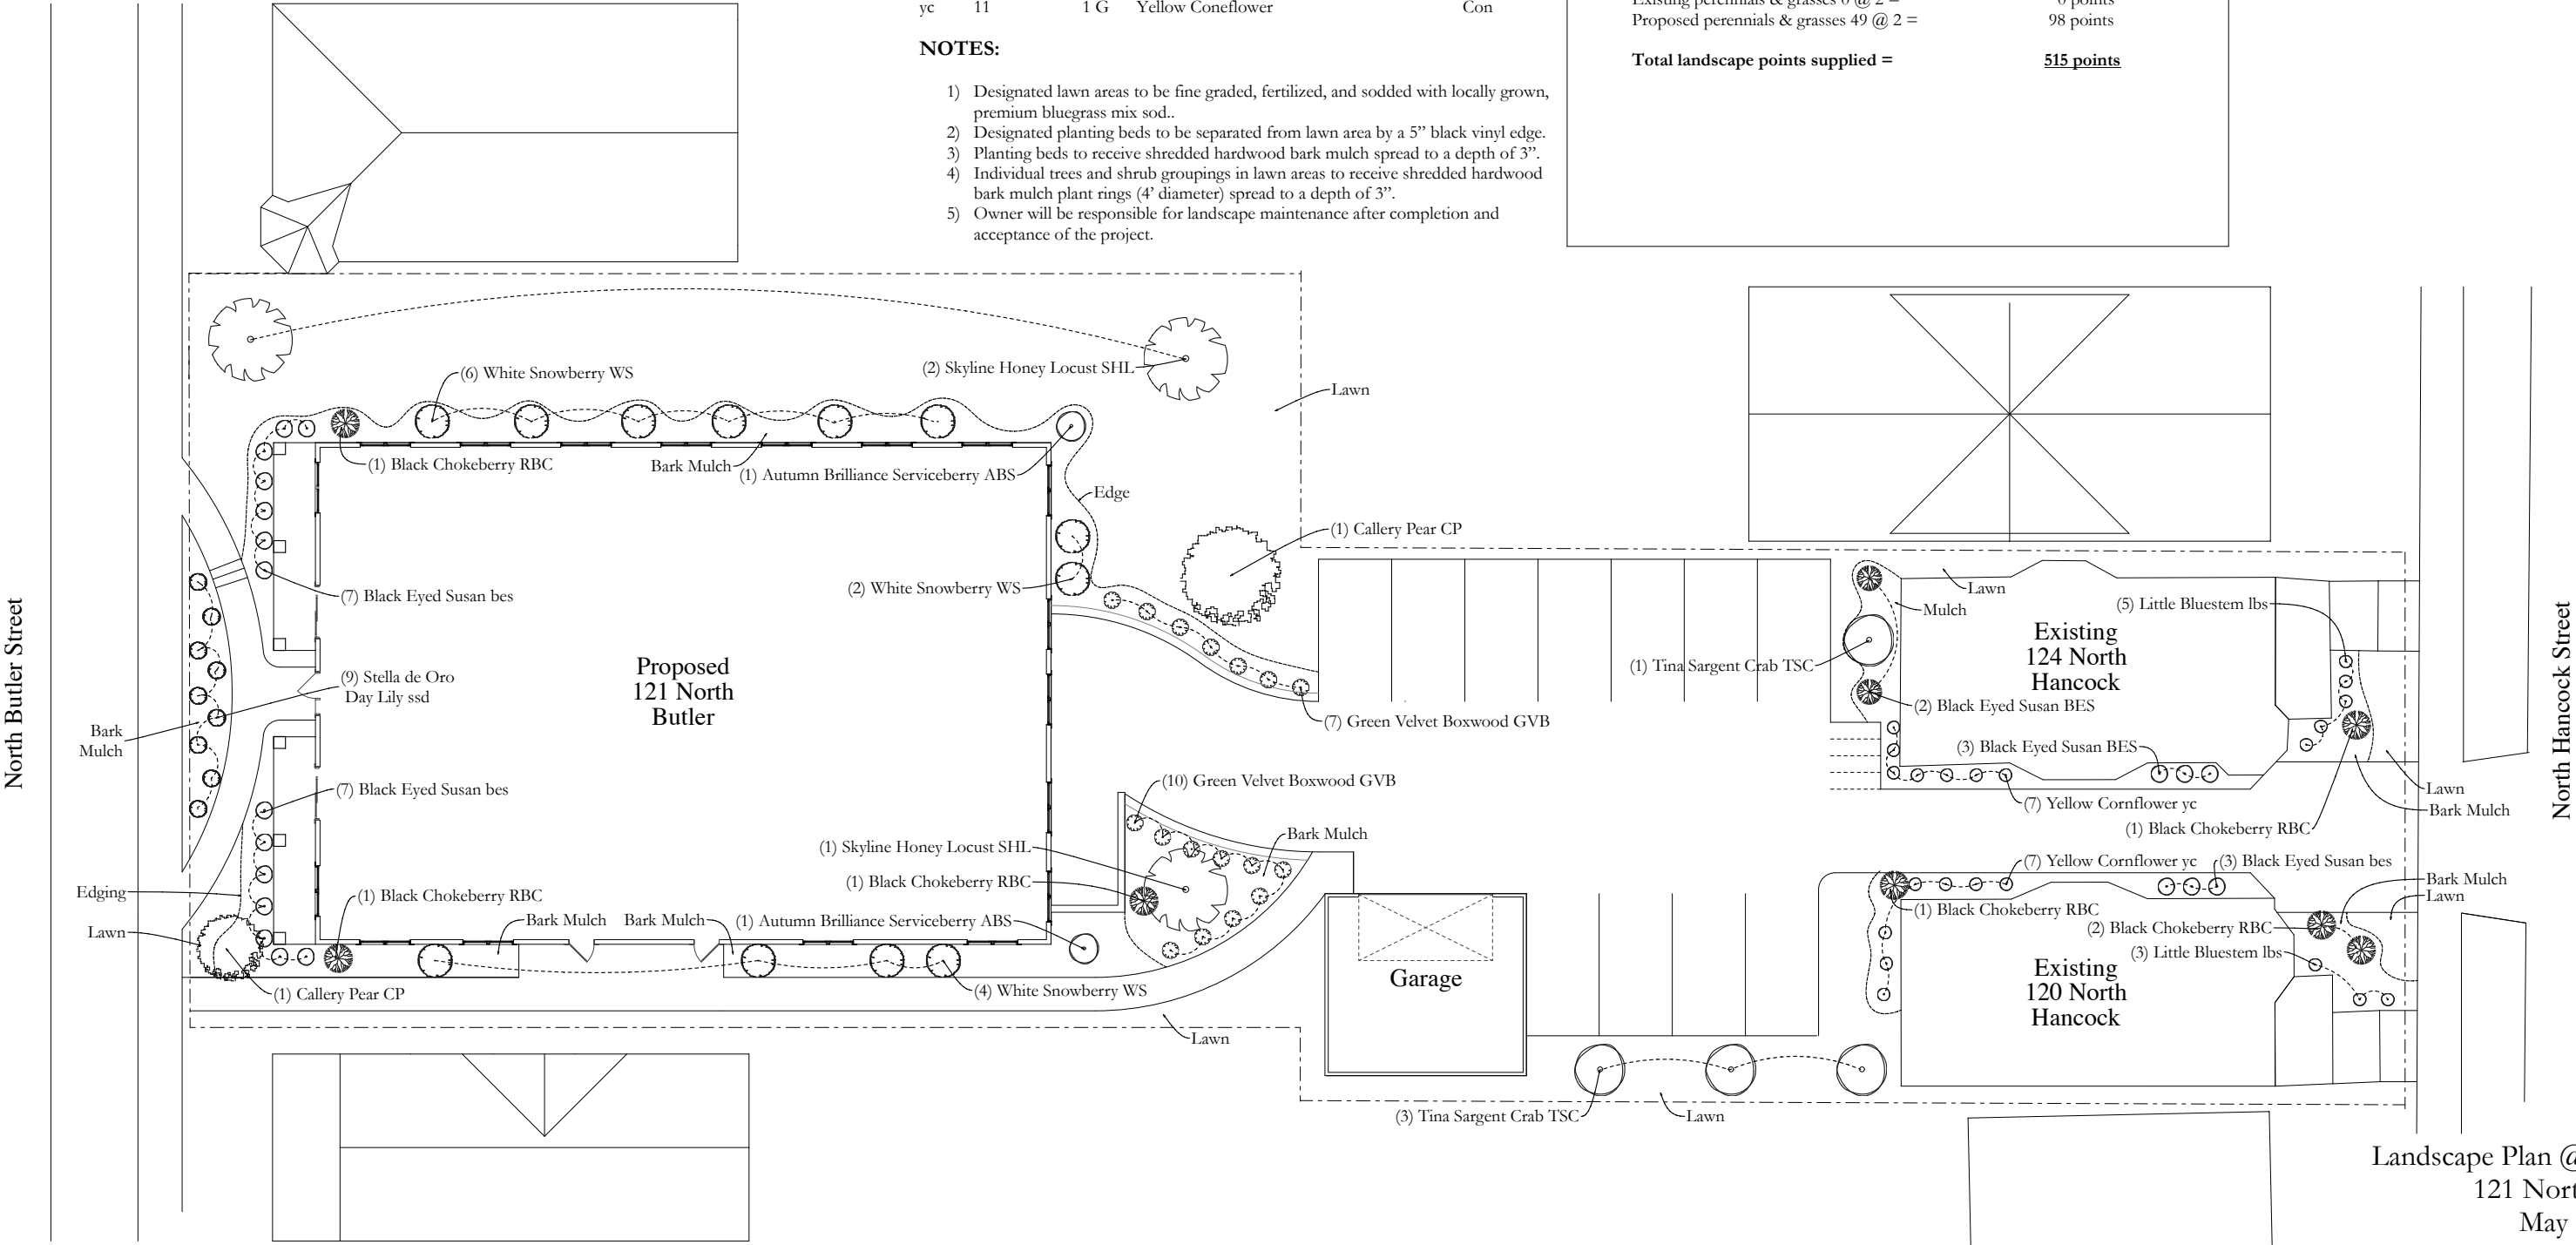 yc 11 1 G Yellow Coneflower Con
NOTES:
1) Designated lawn areas to be fine graded, fertilized, and sodded with locally grown,
premium bluegrass mix sod..
2) Designated planting beds to be separated from lawn area by a 5” black vinyl edge.
3) Planting beds to receive shredded hardwood bark mulch spread to a depth of 3”.
4) Individual trees and shrub groupings in lawn areas to receive shredded hardwood
bark mulch plant rings (4’ diameter) spread to a depth of 3”.
5) Owner will be responsible for landscape maintenance after completion and
acceptance of the project.
Existing perennials & grasses 0 @ 2 = 0 points
Proposed perennials & grasses 49 @ 2 = 98 points
Total landscape points supplied = 515 points
(6) White Snowberry WS
(2) Skyline Honey Locust SHL
Lawn
(1) Black Chokeberry RBC
Bark Mulch
(1) Autumn Brilliance Serviceberry ABS
Edge
(1) Callery Pear CP
(2) White Snowberry WS
(7) Black Eyed Susan bes
North Butler Street
(9) Stella de Oro
Day Lily ssd
Bark
Mulch
Proposed
121 North
Butler
(7) Green Velvet Boxwood GVB
(7) Black Eyed Susan bes
(10) Green Velvet Boxwood GVB
Bark Mulch
(1) Skyline Honey Locust SHL
(1) Black Chokeberry RBC
(1) Autumn Brilliance Serviceberry ABS
Edging
Lawn
(1) Black Chokeberry RBC
Bark Mulch
Bark Mulch
(1) Callery Pear CP
(4) White Snowberry WS
Lawn
Garage
(3) Tina Sargent Crab TSC
Lawn
Lawn
Mulch
(5) Little Bluestem lbs
(1) Tina Sargent Crab TSC
Existing
124 North
Hancock
(2) Black Eyed Susan BES
(3) Black Eyed Susan BES
(7) Yellow Cornflower yc
(1) Black Chokeberry RBC
Lawn
Bark Mulch
North Hancock Street
(7) Yellow Cornflower yc
(3) Black Eyed Susan bes
Bark Mulch
Lawn
(1) Black Chokeberry RBC
(2) Black Chokeberry RBC
(3) Little Bluestem lbs
Existing
120 North
Hancock
Landscape Plan @
121 Nort
May